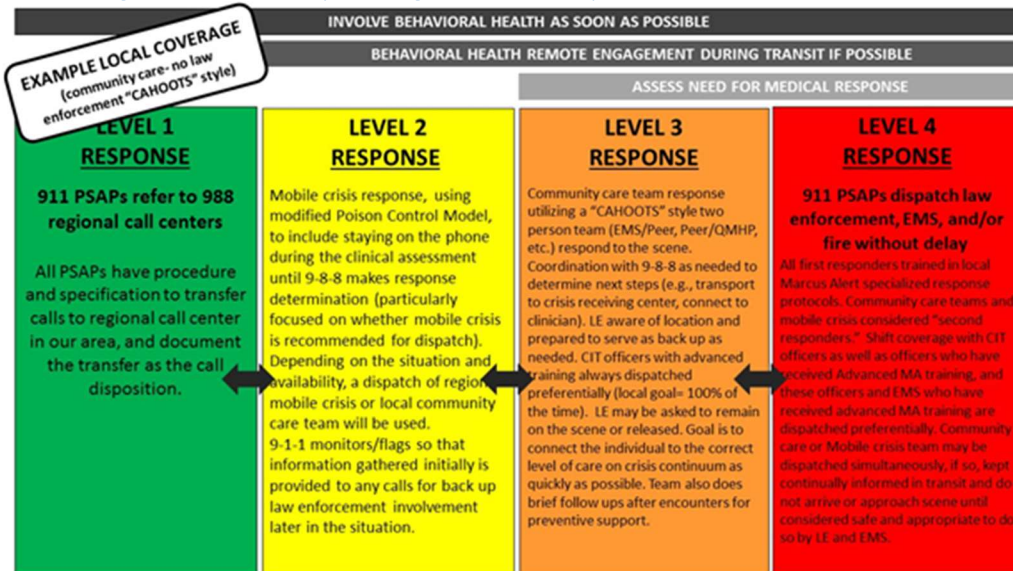 INVOLVE BEHAVIORAL HEALTH AS SOON AS POSSIBLE
BEHAVIORAL HEALTH REMOTE ENGAGEMENT DURING TRANSIT IF POSSIBLE
ASSESS NEED FOR MEDICAL RESPONSE
EXAMPLE LOCAL COVERAGE
(community care- no law
enforcement "CAHOOTS" style)
LEVEL 1
RESPONSE
911 PSAPs refer to 988
regional call centers
All PSAPs have procedure
and specification to transfer
calls to regional call center
in our area, and document
the transfer as the call
disposition.
LEVEL 2
RESPONSE
Mobile crisis response, using
modified Poison Control Model,
to include staying on the phone
during the clinical assessment
until 9-8-8 makes response
determination (particularly
focused on whether mobile crisis
is recommended for dispatch).
Depending on the situation and
availability, a dispatch of regional
mobile crisis or local community
care team will be used.
9-1-1 monitors/flags so that
information gathered initially is
provided to any calls for back up
law enforcement involvement
later in the situation.
LEVEL 3
RESPONSE
Community care team response
utilizing a "CAHOOTS" style two
person team (EMS/Peer, Peer/QMHP,
etc.) respond to the scene.
Coordination with 9-8-8 as needed to
determine next steps (e.g., transport
to crisis receiving center, connect to
clinician). LE aware of location and
prepared to serve as back up as
needed. CIT officers with advanced
training always dispatched
preferentially (local goal= 100% of
the time). LE may be asked to remain
on the scene or released. Goal is to
connect the individual to the correct
level of care on crisis continuum as
quickly as possible. Team also does
brief follow ups after encounters for
preventive support.
LEVEL 4
RESPONSE
911 PSAPs dispatch law
enforcement, EMS, and/or
fire without delay
All first responders trained in local
Marcus Alert specialized response
protocols. Community care teams and
mobile crisis considered "second
responders." Shift coverage with CIT
officers as well as officers who have
received Advanced MA training, and
these officers and EMS who have
received advanced MA training are
dispatched preferentially. Community
care or Mobile crisis team may be
dispatched simultaneously, if so, kept
continually informed in transit and do
not arrive or approach scene until
considered safe and appropriate to do
so by LE and EMS.